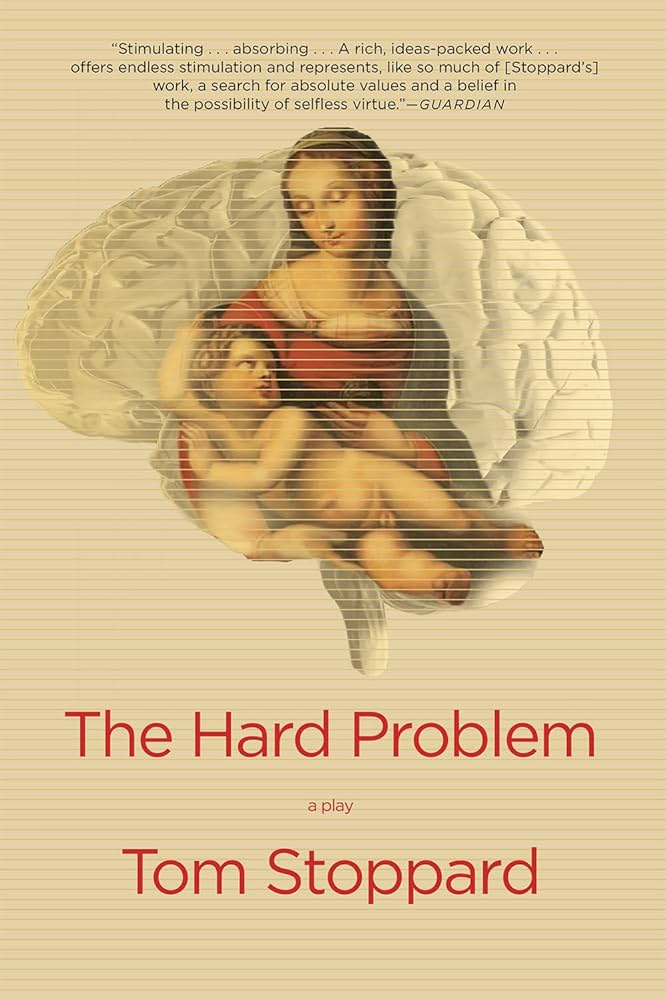 “Stimulating . . . absorbing . . . A rich, ideas-packed work . . .
offers endless stimulation and represents, like so much of [Stoppard’s]
work, a search for absolute values and a belief in
the possibility of selfless virtue.”—GUARDIAN
The Hard Problem
a play
Tom Stoppard